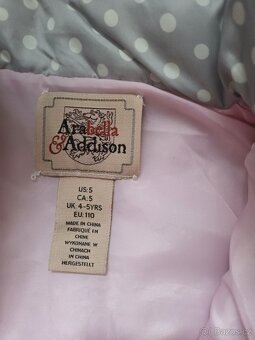 Arabella
& Addison
US:5
CA:5
UK 4-5YRS
EU:110
MADE IN CHINA
FABRIQUÉ EN
CHINE
WYKONANE W
CHINACH
IN CHINA
HERGESTELLT